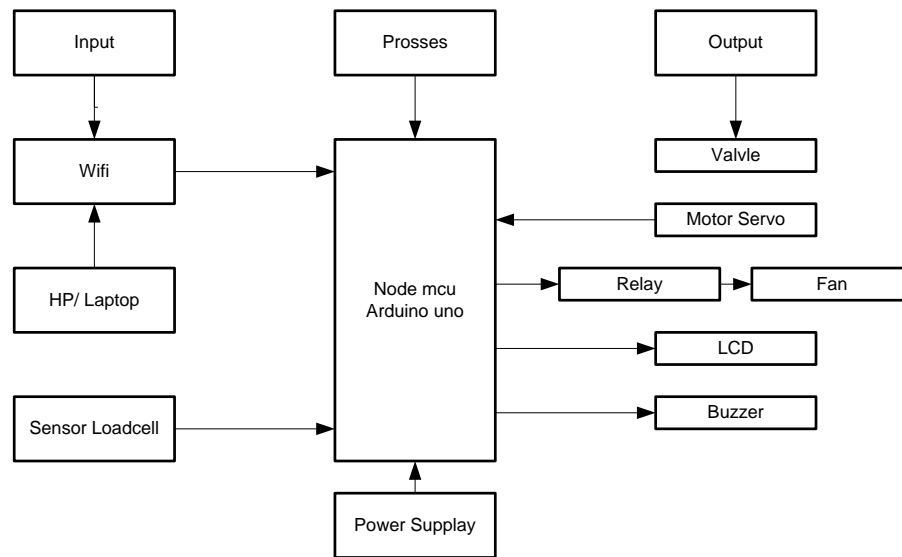 Input
Prosses
Output
Wifi
Valvle
Motor Servo
HP/ Laptop
Node mcu
Arduino uno
Relay
Fan
LCD
Sensor Loadcell
Buzzer
Power Supplay